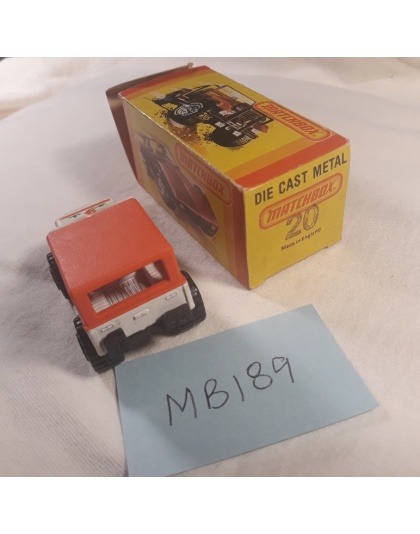 MATCHBOX
DIE CAST METAL
MATCHBOX
20
Made in England
MB189